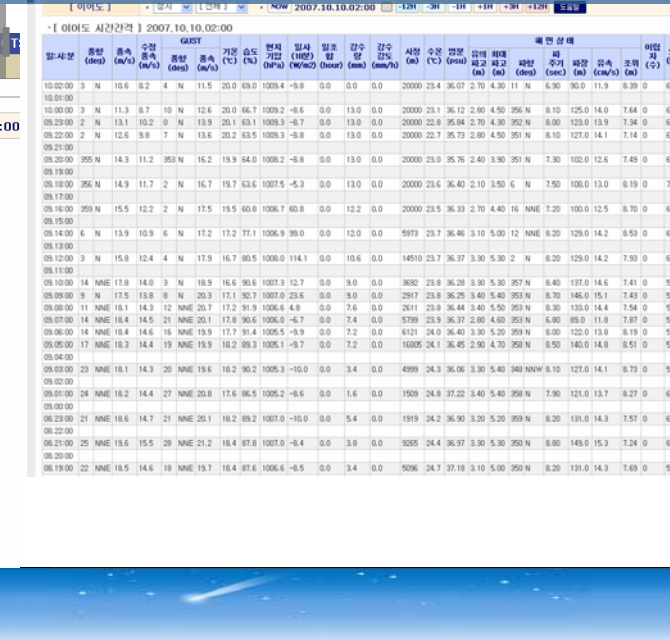 [ 이어도 ] NOW 2007.10.10.02:00 -12H -3H -1H +1H +3H +12H 도움말
·[ 이어도 시간간격 ] 2007.10.10.02:00
일:시:분 풍향 (deg) 풍속 (m/s) 수정 풍속 (m/s) GUST 풍향 (deg) 풍속 (m/s) 기온 (℃) 습도 (%) 현지 기압 (hPa) 일사 (10분) (W/m2) 일조 합 (hour) 강수 량 (mm) 강수 강도 (mm/h) 시정 (m) 수온 (℃) 염분 (psu) 해 면 상 태 유의 파고 (m) 최대 파고 (m) 파향 (deg) 파 주기 (sec) 파장 (m) 유속 (cm/s) 조위 (m)
10.02:00 3 N 10.6 8.2 4 N 11.5 20.0 69.0 1009.4 -9.8 0.0 0.0 0.0 20000 23.4 36.07 2.70 4.30 11 N 6.90 90.0 11.9 8.39 0
10.01:00
10.00:00 3 N 11.3 8.7 10 N 12.6 20.0 66.7 1009.2 -8.6 13.0 0.0 20000 23.1 36.12 2.80 4.50 356 N 8.10 125.0 14.0 7.64 0
09.23:00 2 N 13.1 10.2 0 N 13.9 20.1 63.1 1009.3 -8.7 13.0 0.0 20000 22.8 35.84 2.70 4.30 352 N 8.00 123.0 13.9 7.34 0
09.22:00 2 N 12.6 9.8 7 N 13.6 20.2 63.5 1009.3 -8.8 13.0 0.0 20000 22.7 35.73 2.80 4.50 351 N 8.10 127.0 14.1 7.14 0
09.21:00
09.20:00 355 N 14.3 11.2 353 N 16.2 19.9 64.0 1008.2 -8.8 13.0 0.0 20000 23.0 35.76 2.40 3.90 351 N 7.30 102.0 12.6 7.49 0
09.19:00
09.18:00 356 N 14.9 11.7 2 N 16.7 19.7 63.6 1007.5 -5.3 13.0 0.0 20000 23.6 36.40 2.10 3.50 6 N 7.50 108.0 13.0 8.19 0
09.17:00
09.16:00 359 N 15.5 12.2 2 N 17.5 19.5 60.8 1006.7 60.8 12.2 0.0 20000 23.5 36.33 2.70 4.40 16 NNE 7.20 100.0 12.5 8.70 0
09.15:00
09.14:00 6 N 13.9 10.9 6 N 17.2 17.2 77.1 1006.9 99.0 12.0 0.0 5973 23.7 36.46 3.10 5.00 12 NNE 8.20 129.0 14.2 8.53 0
09.13:00
09.12:00 3 N 15.8 12.4 4 N 17.9 16.7 80.5 1008.0 114.1 10.6 0.0 14510 23.7 36.37 3.30 5.30 2 N 8.20 129.0 14.2 7.93 0
09.11:00
09.10:00 14 NNE 17.8 14.0 3 N 18.9 16.6 90.6 1007.3 12.7 9.0 0.0 3692 23.8 36.28 3.30 5.30 357 N 8.40 137.0 14.6 7.41 0
09.09:00 9 N 17.5 13.8 8 N 20.3 17.1 92.7 1007.0 23.6 9.0 0.0 2917 23.8 36.25 3.40 5.40 353 N 8.70 146.0 15.1 7.43 0
09.08:00 11 NNE 18.1 14.3 12 NNE 20.7 17.2 91.9 1006.6 4.8 7.6 0.0 2611 23.8 36.44 3.40 5.50 353 N 8.30 133.0 14.4 7.54 0
09.07:00 14 NNE 18.4 14.5 21 NNE 20.1 17.8 90.6 1006.0 -6.7 7.4 0.0 5799 23.9 36.37 2.80 4.60 353 N 6.80 89.0 11.8 7.87 0
09.06:00 14 NNE 18.4 14.6 16 NNE 19.9 17.7 91.4 1005.5 -9.9 7.2 0.0 6121 24.0 36.40 3.30 5.20 359 N 8.00 122.0 13.8 8.19 0
09.05:00 17 NNE 18.3 14.4 19 NNE 19.9 18.2 89.3 1005.1 -9.7 7.2 0.0 16805 24.1 36.45 2.90 4.70 358 N 8.50 140.0 14.8 8.51 0
09.04:00
09.03:00 23 NNE 18.1 14.3 20 NNE 19.6 18.2 90.2 1005.3 -10.0 3.4 0.0 4999 24.3 36.06 3.30 5.40 348 NNW 8.10 127.0 14.1 8.73 0
09.02:00
09.01:00 24 NNE 18.2 14.4 27 NNE 20.8 17.6 86.5 1005.2 -8.6 1.6 0.0 1509 24.8 37.22 3.40 5.40 358 N 7.90 121.0 13.7 8.27 0
09.00:00
08.23:00 21 NNE 18.6 14.7 21 NNE 20.1 18.2 89.2 1007.0 -10.0 5.4 0.0 1919 24.2 36.90 3.20 5.20 359 N 8.20 131.0 14.3 7.57 0
08.22:00
08.21:00 25 NNE 19.6 15.5 28 NNE 21.2 18.4 87.8 1007.0 -8.4 3.8 0.0 9265 24.4 36.97 3.30 5.30 350 N 8.80 149.0 15.3 7.24 0
08.20:00
08.19:00 22 NNE 18.5 14.6 18 NNE 19.7 18.4 87.6 1006.6 -8.5 3.4 0.0 5096 24.7 37.18 3.10 5.00 350 N 8.20 131.0 14.3 7.69 0